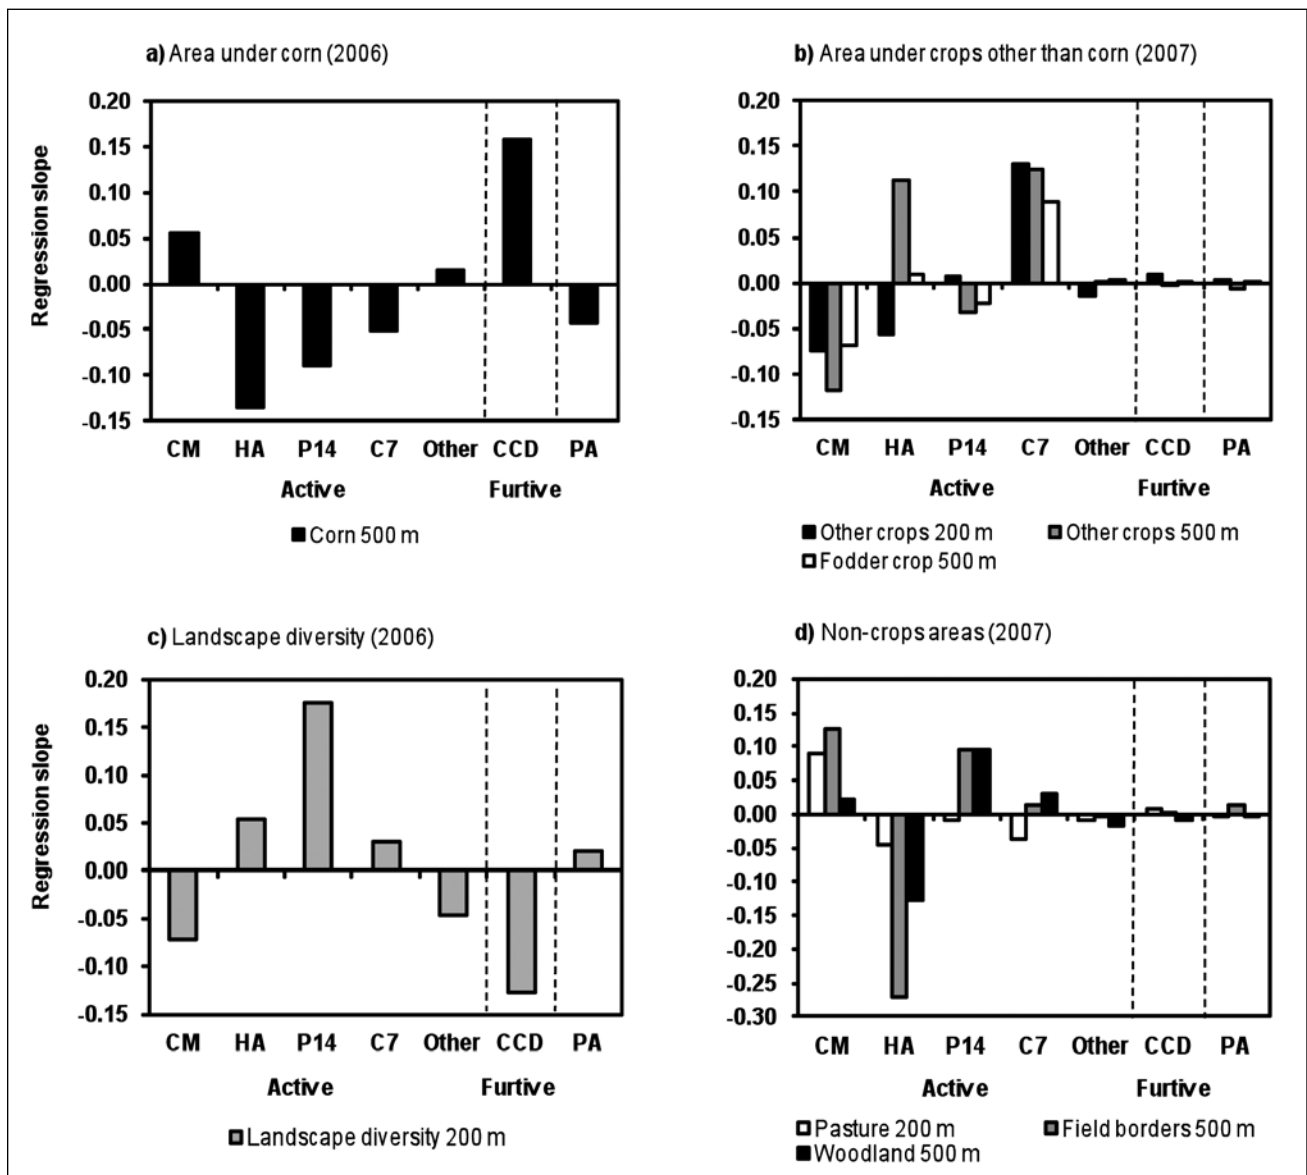 a) Area under corn (2006)
Regression slope
0.20
0.15
0.10
0.05
0.00
-0.05
-0.10
-0.15
CM HA P14 C7 Other CCD PA
Active Furtive
Corn 500 m
b) Area under crops other than corn (2007)
0.20
0.15
0.10
0.05
0.00
-0.05
-0.10
-0.15
CM HA P14 C7 Other CCD PA
Active Furtive
Other crops 200 m Other crops 500 m
Fodder crop 500 m
c) Landscape diversity (2006)
Regression slope
0.20
0.15
0.10
0.05
0.00
-0.05
-0.10
-0.15
CM HA P14 C7 Other CCD PA
Active Furtive
Landscape diversity 200 m
d) Non-crops areas (2007)
0.20
0.15
0.10
0.05
0.00
-0.05
-0.10
-0.15
-0.20
-0.25
-0.30
CM HA P14 C7 Other CCD PA
Active Furtive
Pasture 200 m Field borders 500 m
Woodland 500 m